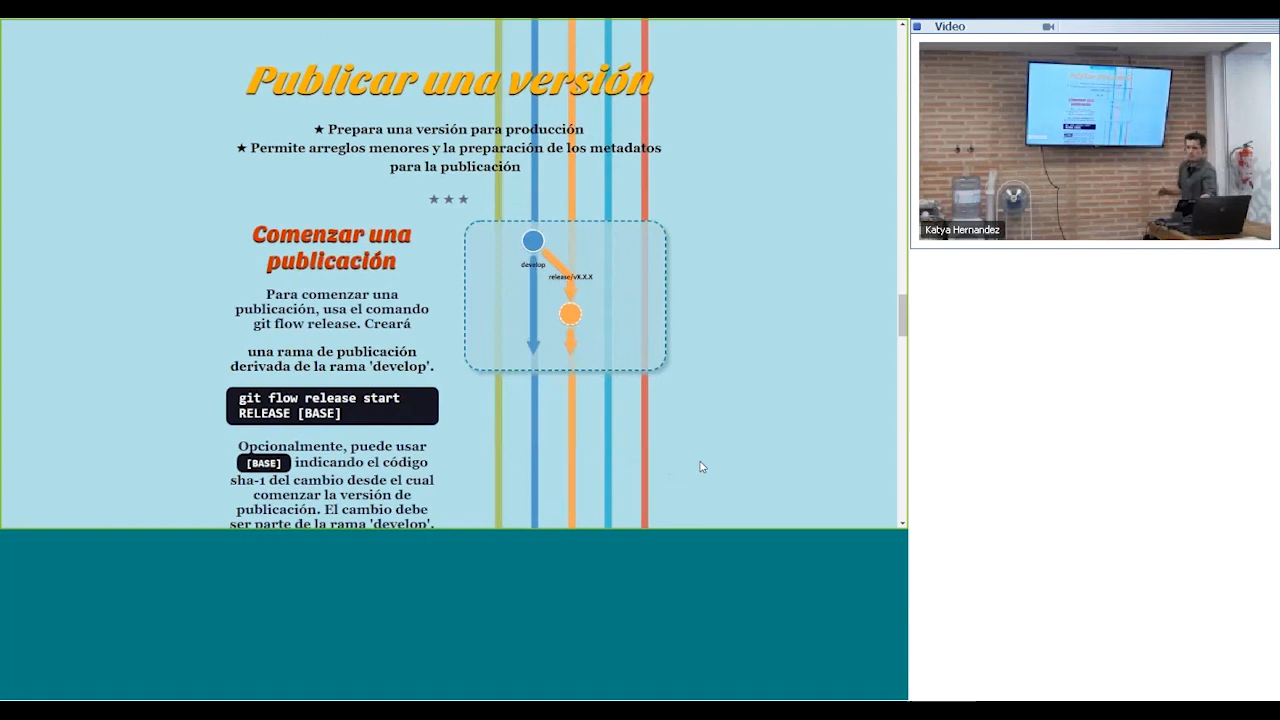 Video
Publicar una versión
★ Prepara una versión para producción
★ Permite arreglos menores y la preparación de los metadatos
para la publicación
★ ★ ★
Comenzar una
publicación
develop
release/vX.X.X
Para comenzar una
publicación, usa el comando
git flow release. Creará
una rama de publicación
derivada de la rama 'develop'.
git flow release start
RELEASE [BASE]
Opcionalmente, puede usar
[BASE] indicando el código
sha-1 del cambio desde el cual
comenzar la versión de
publicación. El cambio debe
ser parte de la rama 'develop'.
Katya Hernandez